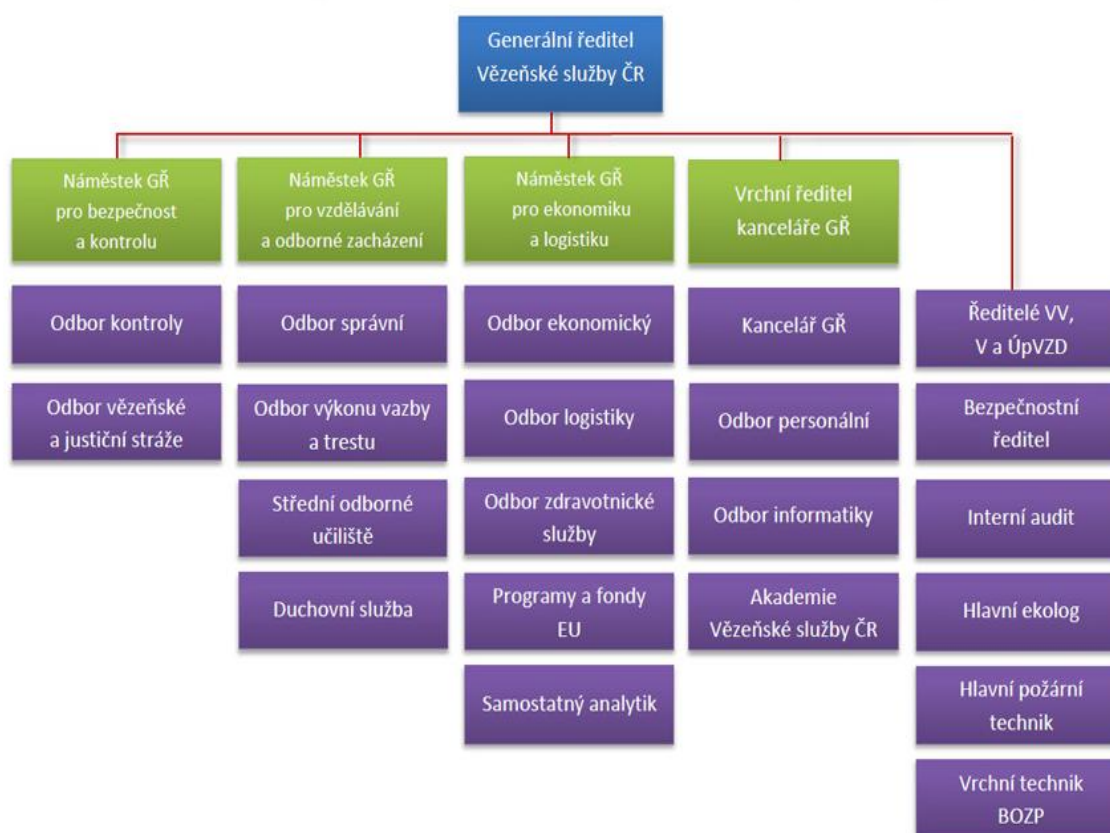 Generální ředitel
Vězeňské služby ČR
Náměstek GŘ
pro bezpečnost
a kontrolu
Náměstek GŘ
pro vzdělávání
a odborné zacházení
Náměstek GŘ
pro ekonomiku
a logistiku
Vrchní ředitel
kanceláře GŘ
Odbor kontroly
Odbor vězeňské
a justiční stráže
Odbor správní
Odbor výkonu vazby
a trestu
Střední odborné
učiliště
Duchovní služba
Odbor ekonomický
Odbor logistiky
Odbor zdravotnické
služby
Programy a fondy
EU
Samostatný analytik
Kancelář GŘ
Odbor personální
Odbor informatiky
Akademie
Vězeňské služby ČR
Ředitelé VV,
V a ÚpVZD
Bezpečnostní
ředitel
Interní audit
Hlavní ekolog
Hlavní požární
technik
Vrchní technik
BOZP